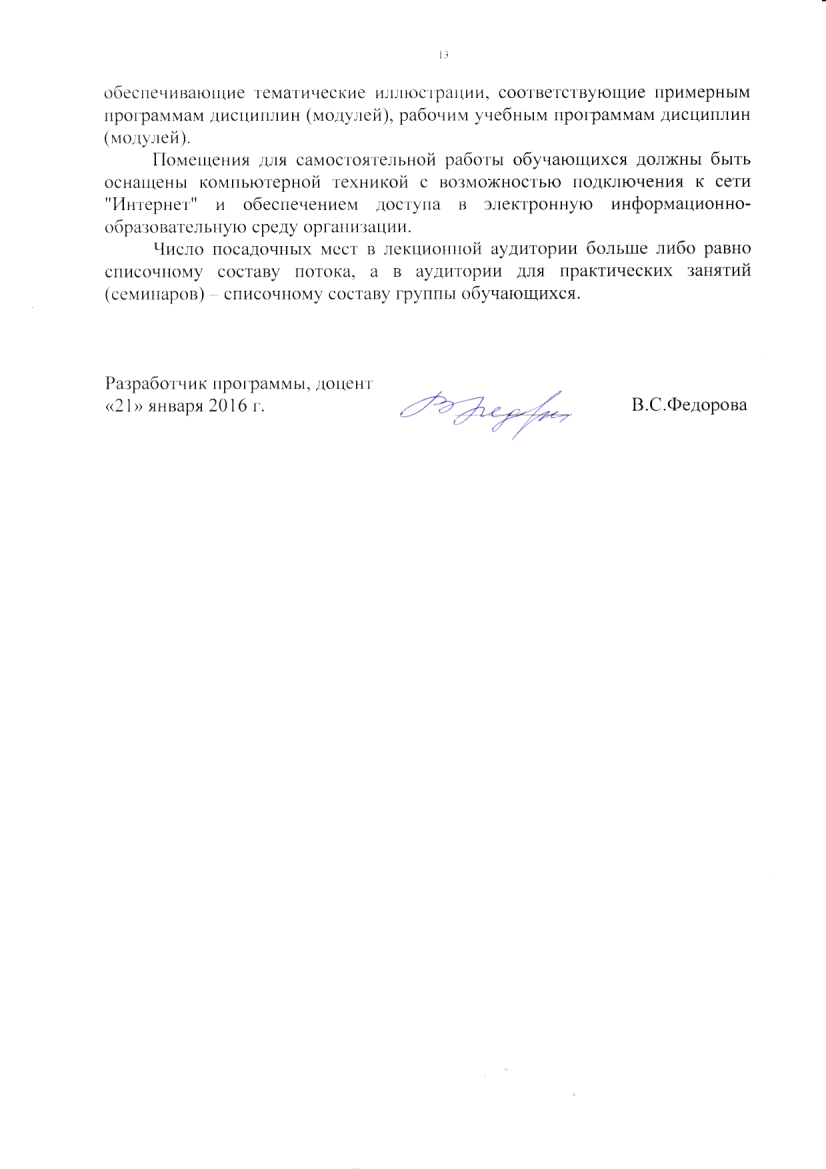 13
обеспечивающие тематические иллюстрации, соответствующие примерным
программам дисциплин (модулей), рабочим учебным программам дисциплин
(модулей).
Помещения для самостоятельной работы обучающихся должны быть
оснащены компьютерной техникой с возможностью подключения к сети
"Интернет" и обеспечением доступа в электронную информационно-
образовательную среду организации.
Число посадочных мест в лекционной аудитории больше либо равно
списочному составу потока, а в аудитории для практических занятий
(семинаров) – списочному составу группы обучающихся.
Разработчик программы, доцент
«21» января 2016 г. В.С.Федорова